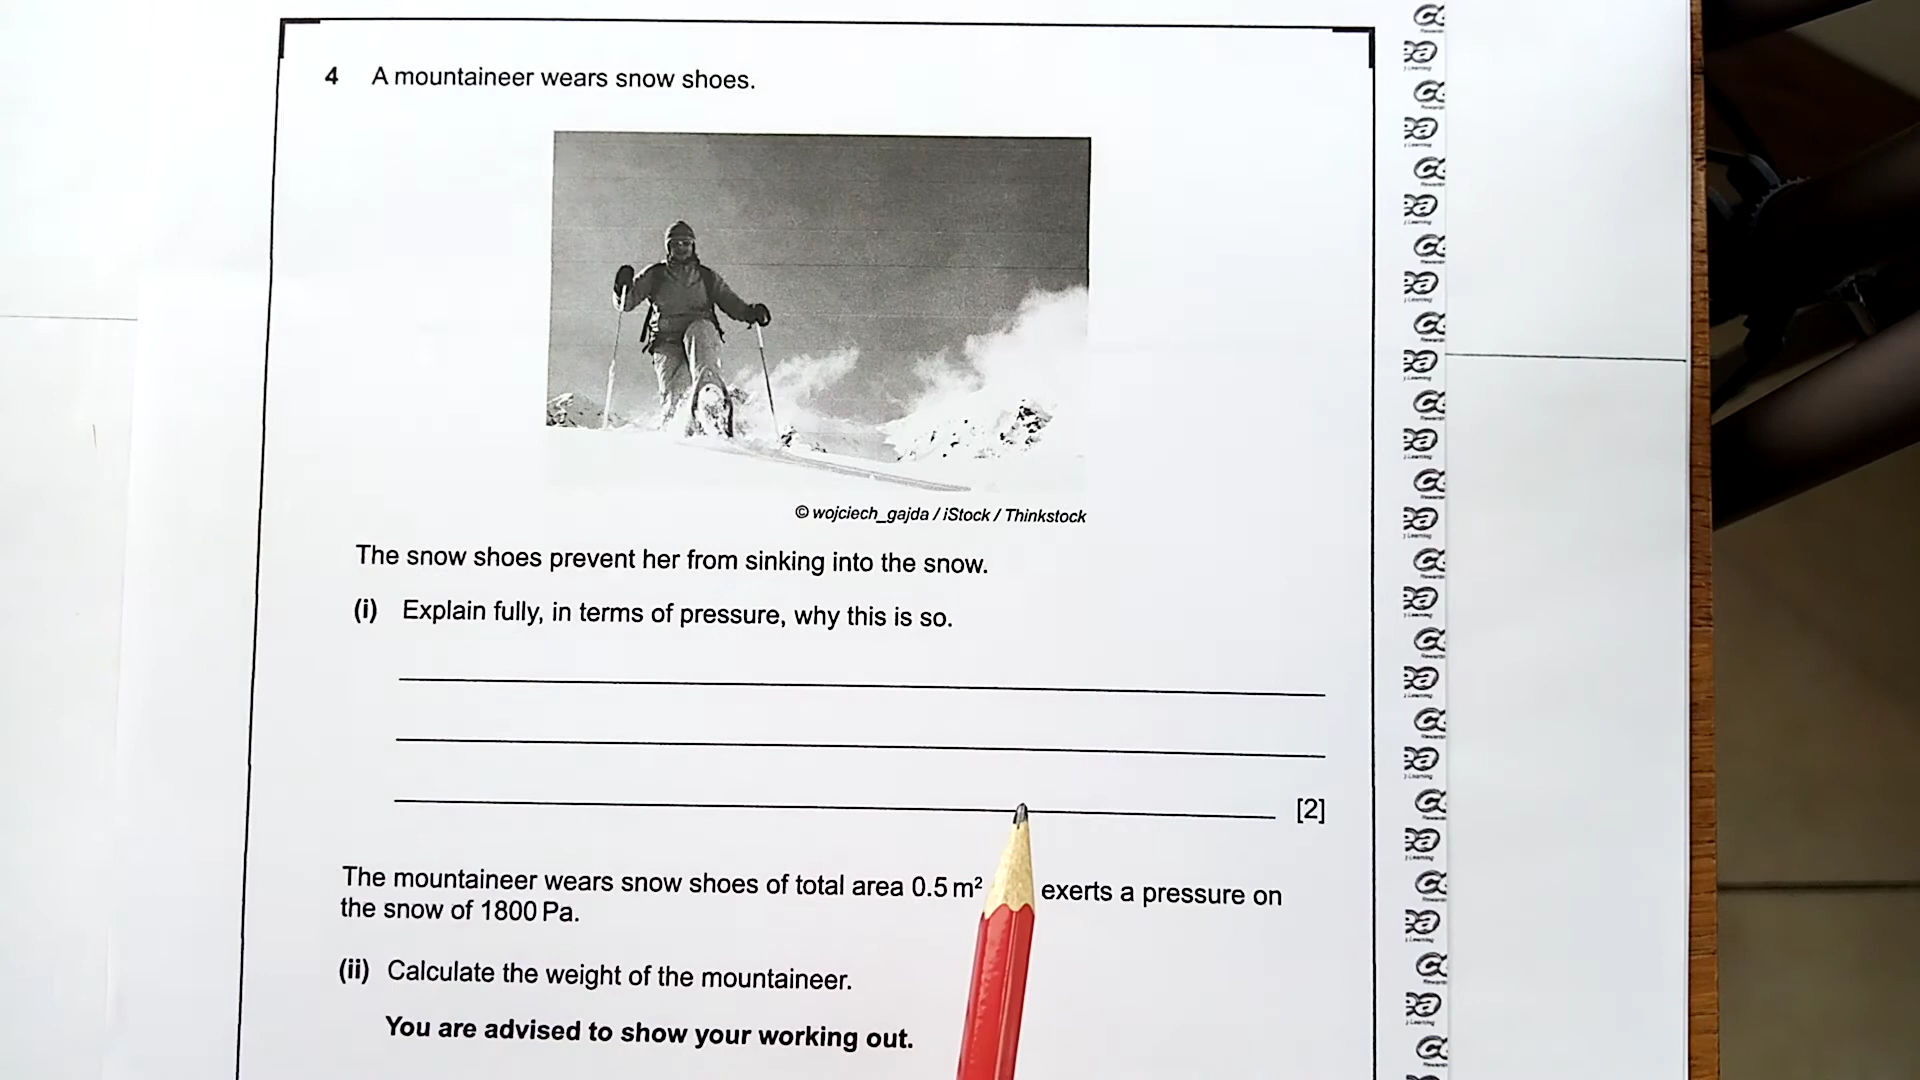 4 A mountaineer wears snow shoes.
© wojciech_gajda / iStock / Thinkstock
The snow shoes prevent her from sinking into the snow.
(i) Explain fully, in terms of pressure, why this is so.
[2]
The mountaineer wears snow shoes of total area 0.5 m² exerts a pressure on
the snow of 1800 Pa.
(ii) Calculate the weight of the mountaineer.
You are advised to show your working out.